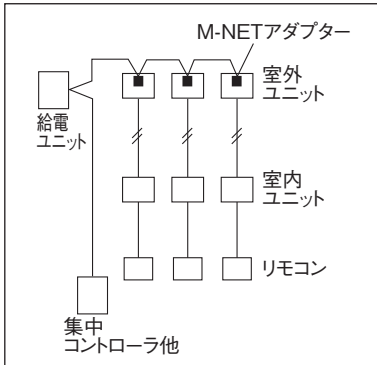 M-NETアダプター
室外
ユニット
給電
ユニット
室内
ユニット
リモコン
集中
コントローラ他